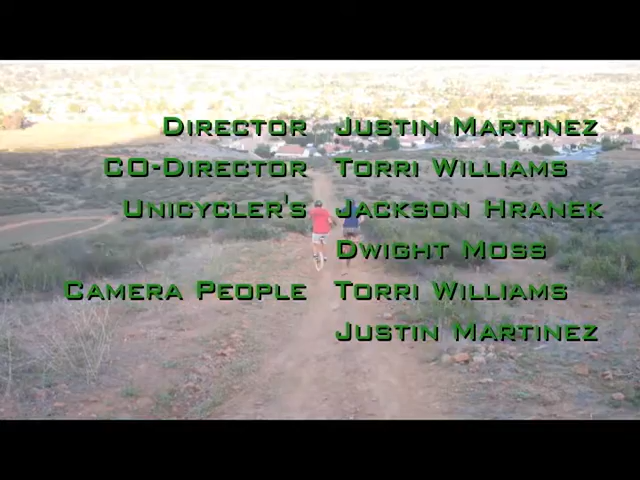 Director Justin Martinez
CO-Director Torri Williams
Unicycler's Jackson Hranek
Dwight Moss
Camera People Torri Williams
Justin Martinez